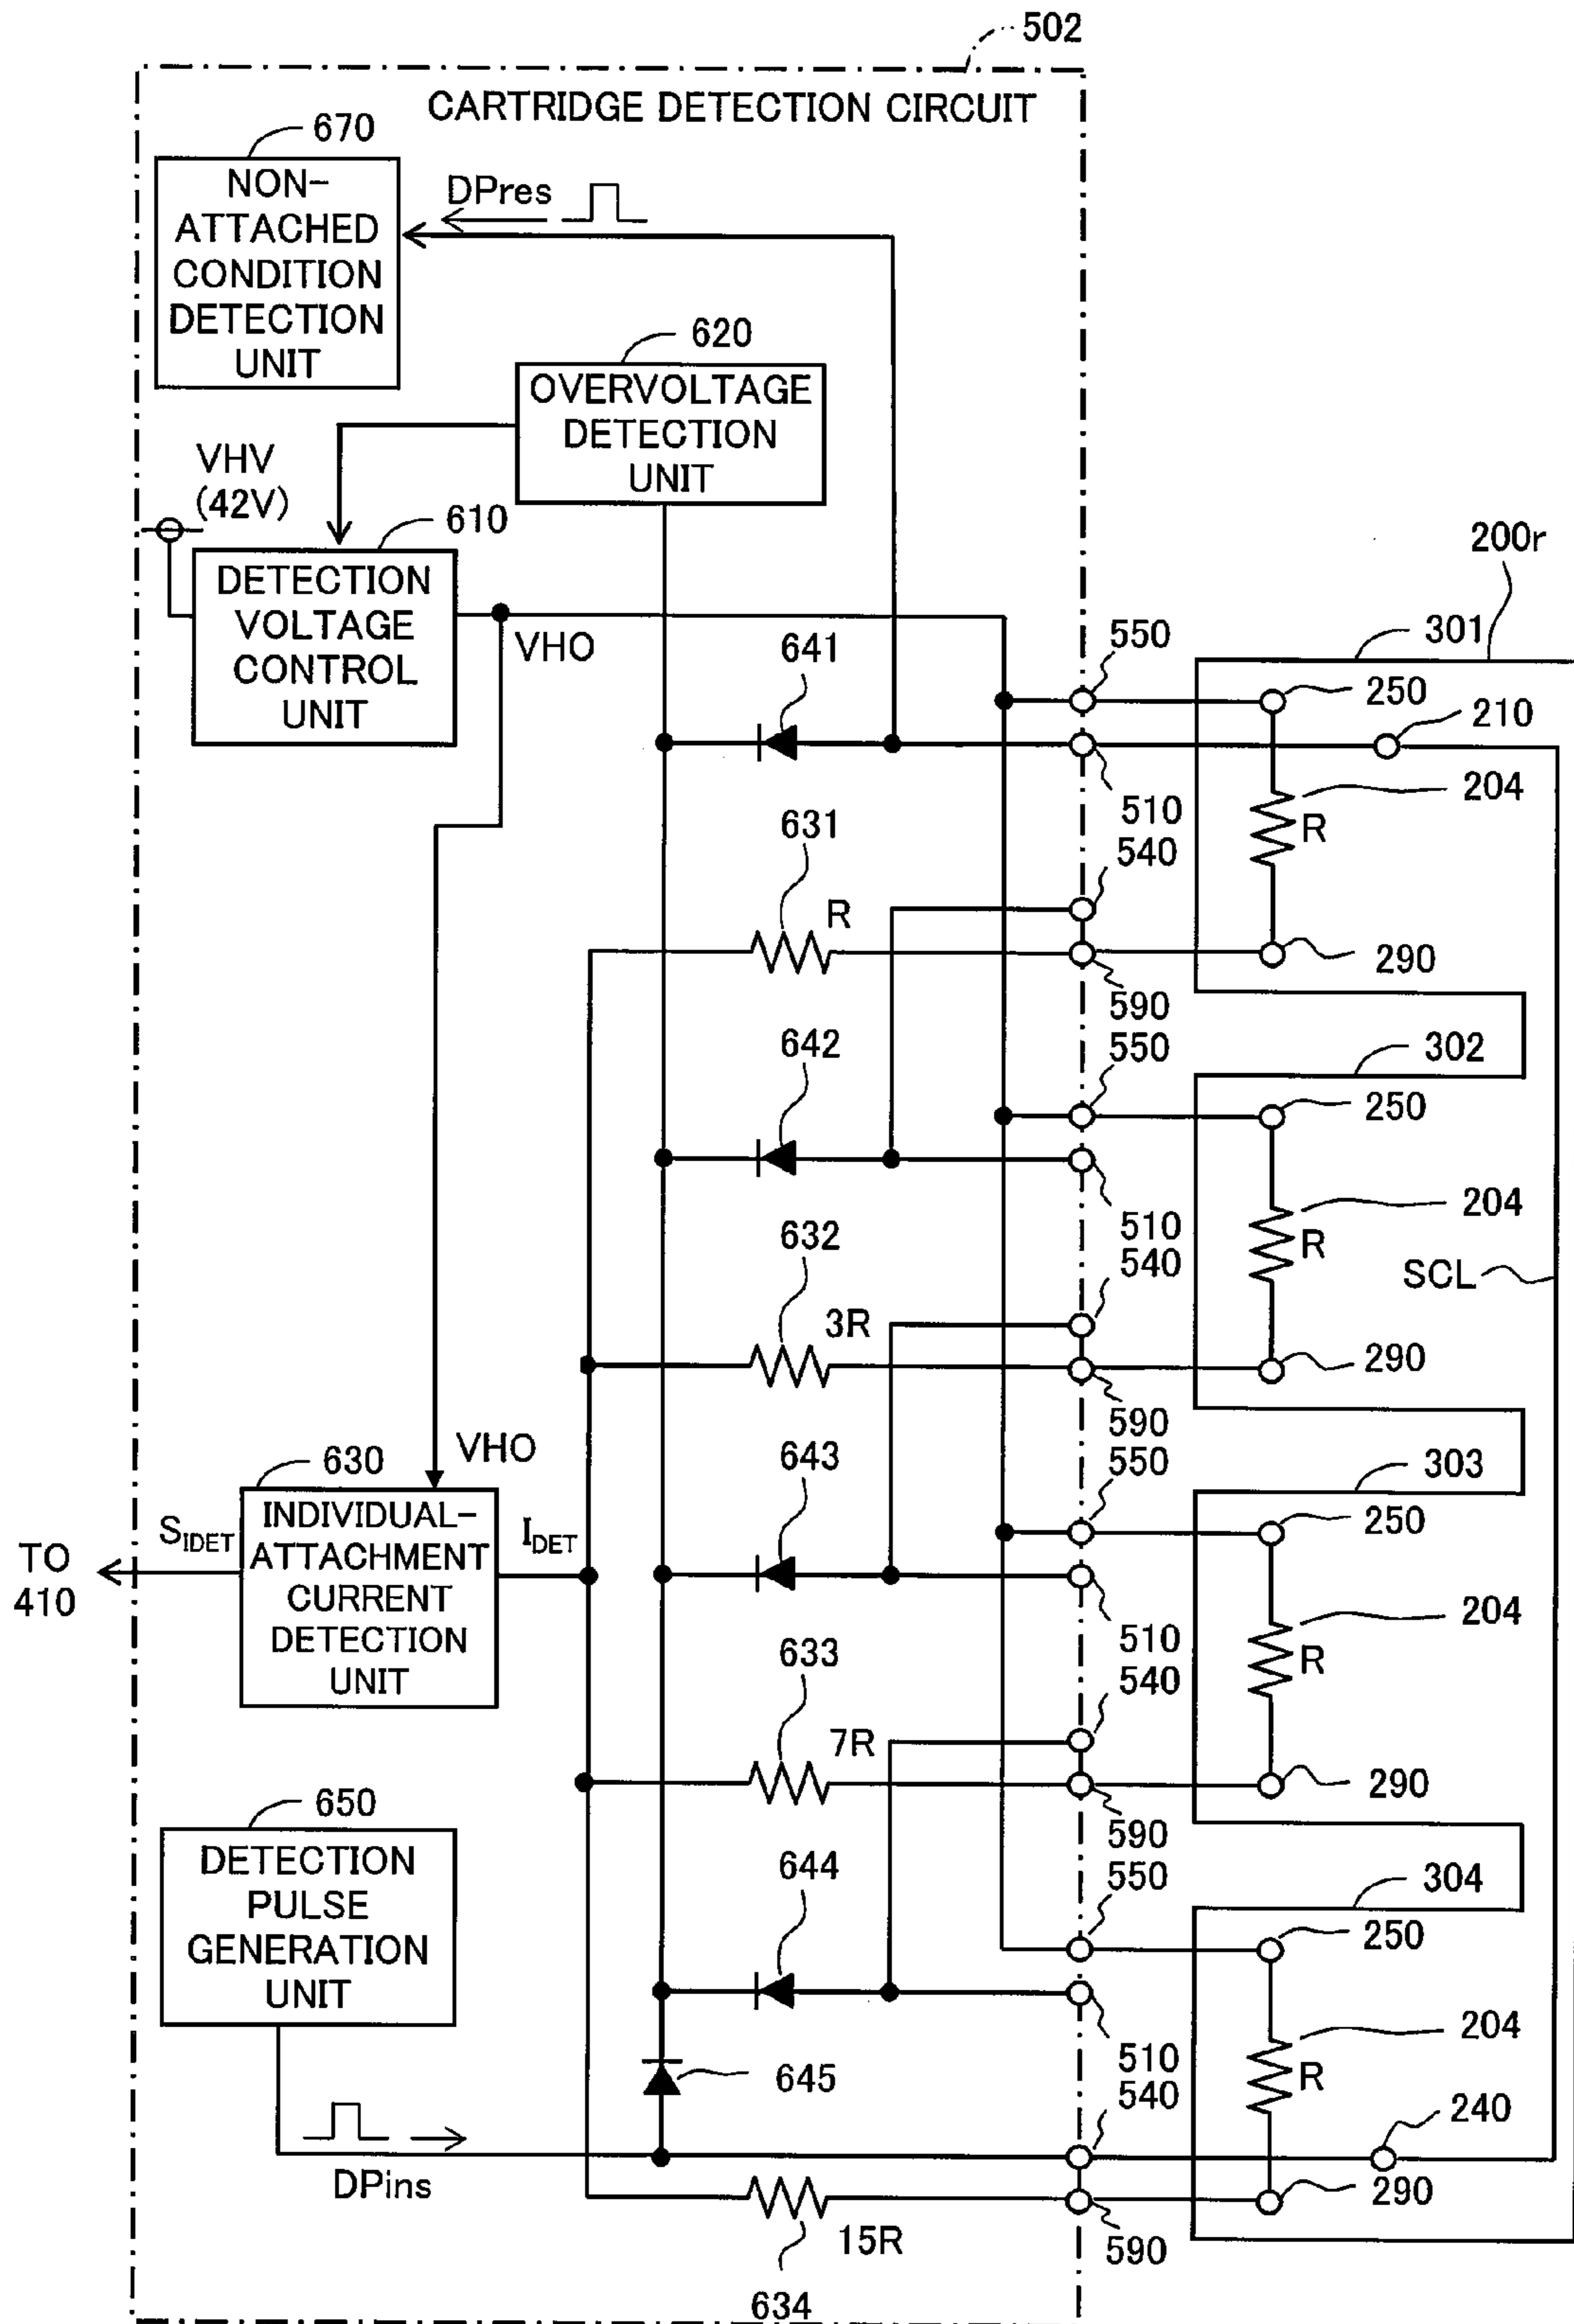 502
CARTRIDGE DETECTION CIRCUIT
670
NON-
ATTACHED
CONDITION
DETECTION
UNIT
DPres
620
OVERVOLTAGE
DETECTION
UNIT
VHV
(42V)
610
DETECTION
VOLTAGE
CONTROL
UNIT
VHO
200r
301
550
641
250
210
204
R
510
540
631
R
290
590
642
550
302
250
204
R
510
632
540
SCL
3R
290
590
VHO
643
550
303
630
250
INDIVIDUAL-
ATTACHMENT
CURRENT
DETECTION
UNIT
SIDET
IDET
TO
410
204
R
510
633
540
7R
290
590
650
DETECTION
PULSE
GENERATION
UNIT
644
550
304
250
204
R
510
645
540
240
DPins
290
15R
590
634